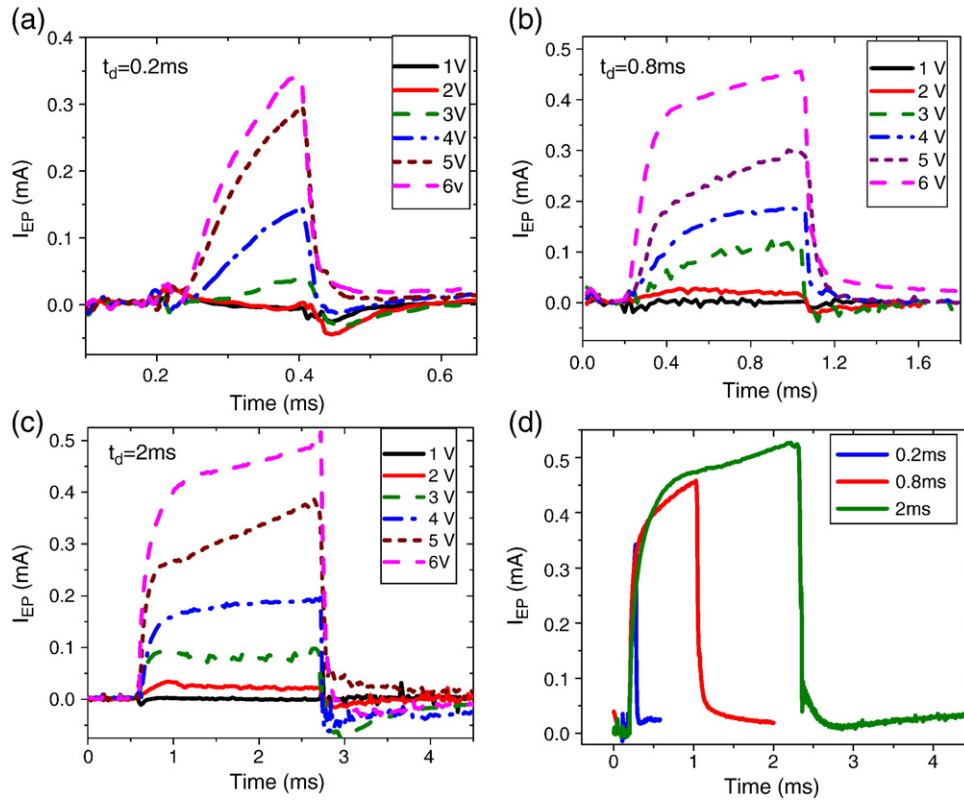 (a)
t_d=0.2ms
1V
2V
3V
4V
5V
6v
0.4
0.3
0.2
0.1
0.0
I_EP (mA)
0.2 0.4 0.6
Time (ms)
(b)
t_d=0.8ms
1 V
2 V
3 V
4 V
5 V
6 V
0.5
0.4
0.3
0.2
0.1
0.0
I_EP (mA)
0.0 0.4 0.8 1.2 1.6
Time (ms)
(c)
t_d=2ms
1 V
2 V
3 V
4 V
5 V
6V
0.5
0.4
0.3
0.2
0.1
0.0
I_EP (mA)
0 1 2 3 4
Time (ms)
(d)
0.2ms
0.8ms
2ms
0.5
0.4
0.3
0.2
0.1
0.0
I_EP (mA)
0 1 2 3 4
Time (ms)